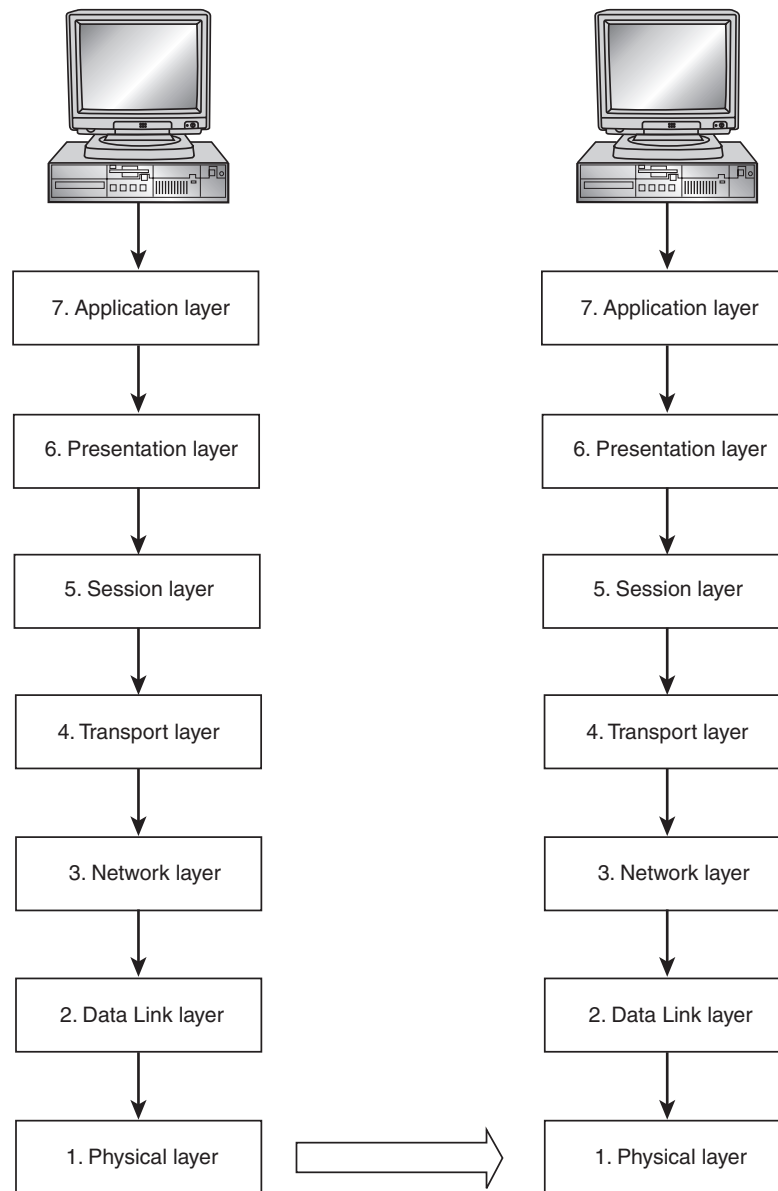 7. Application layer
7. Application layer
6. Presentation layer
6. Presentation layer
5. Session layer
5. Session layer
4. Transport layer
4. Transport layer
3. Network layer
3. Network layer
2. Data Link layer
2. Data Link layer
1. Physical layer
1. Physical layer